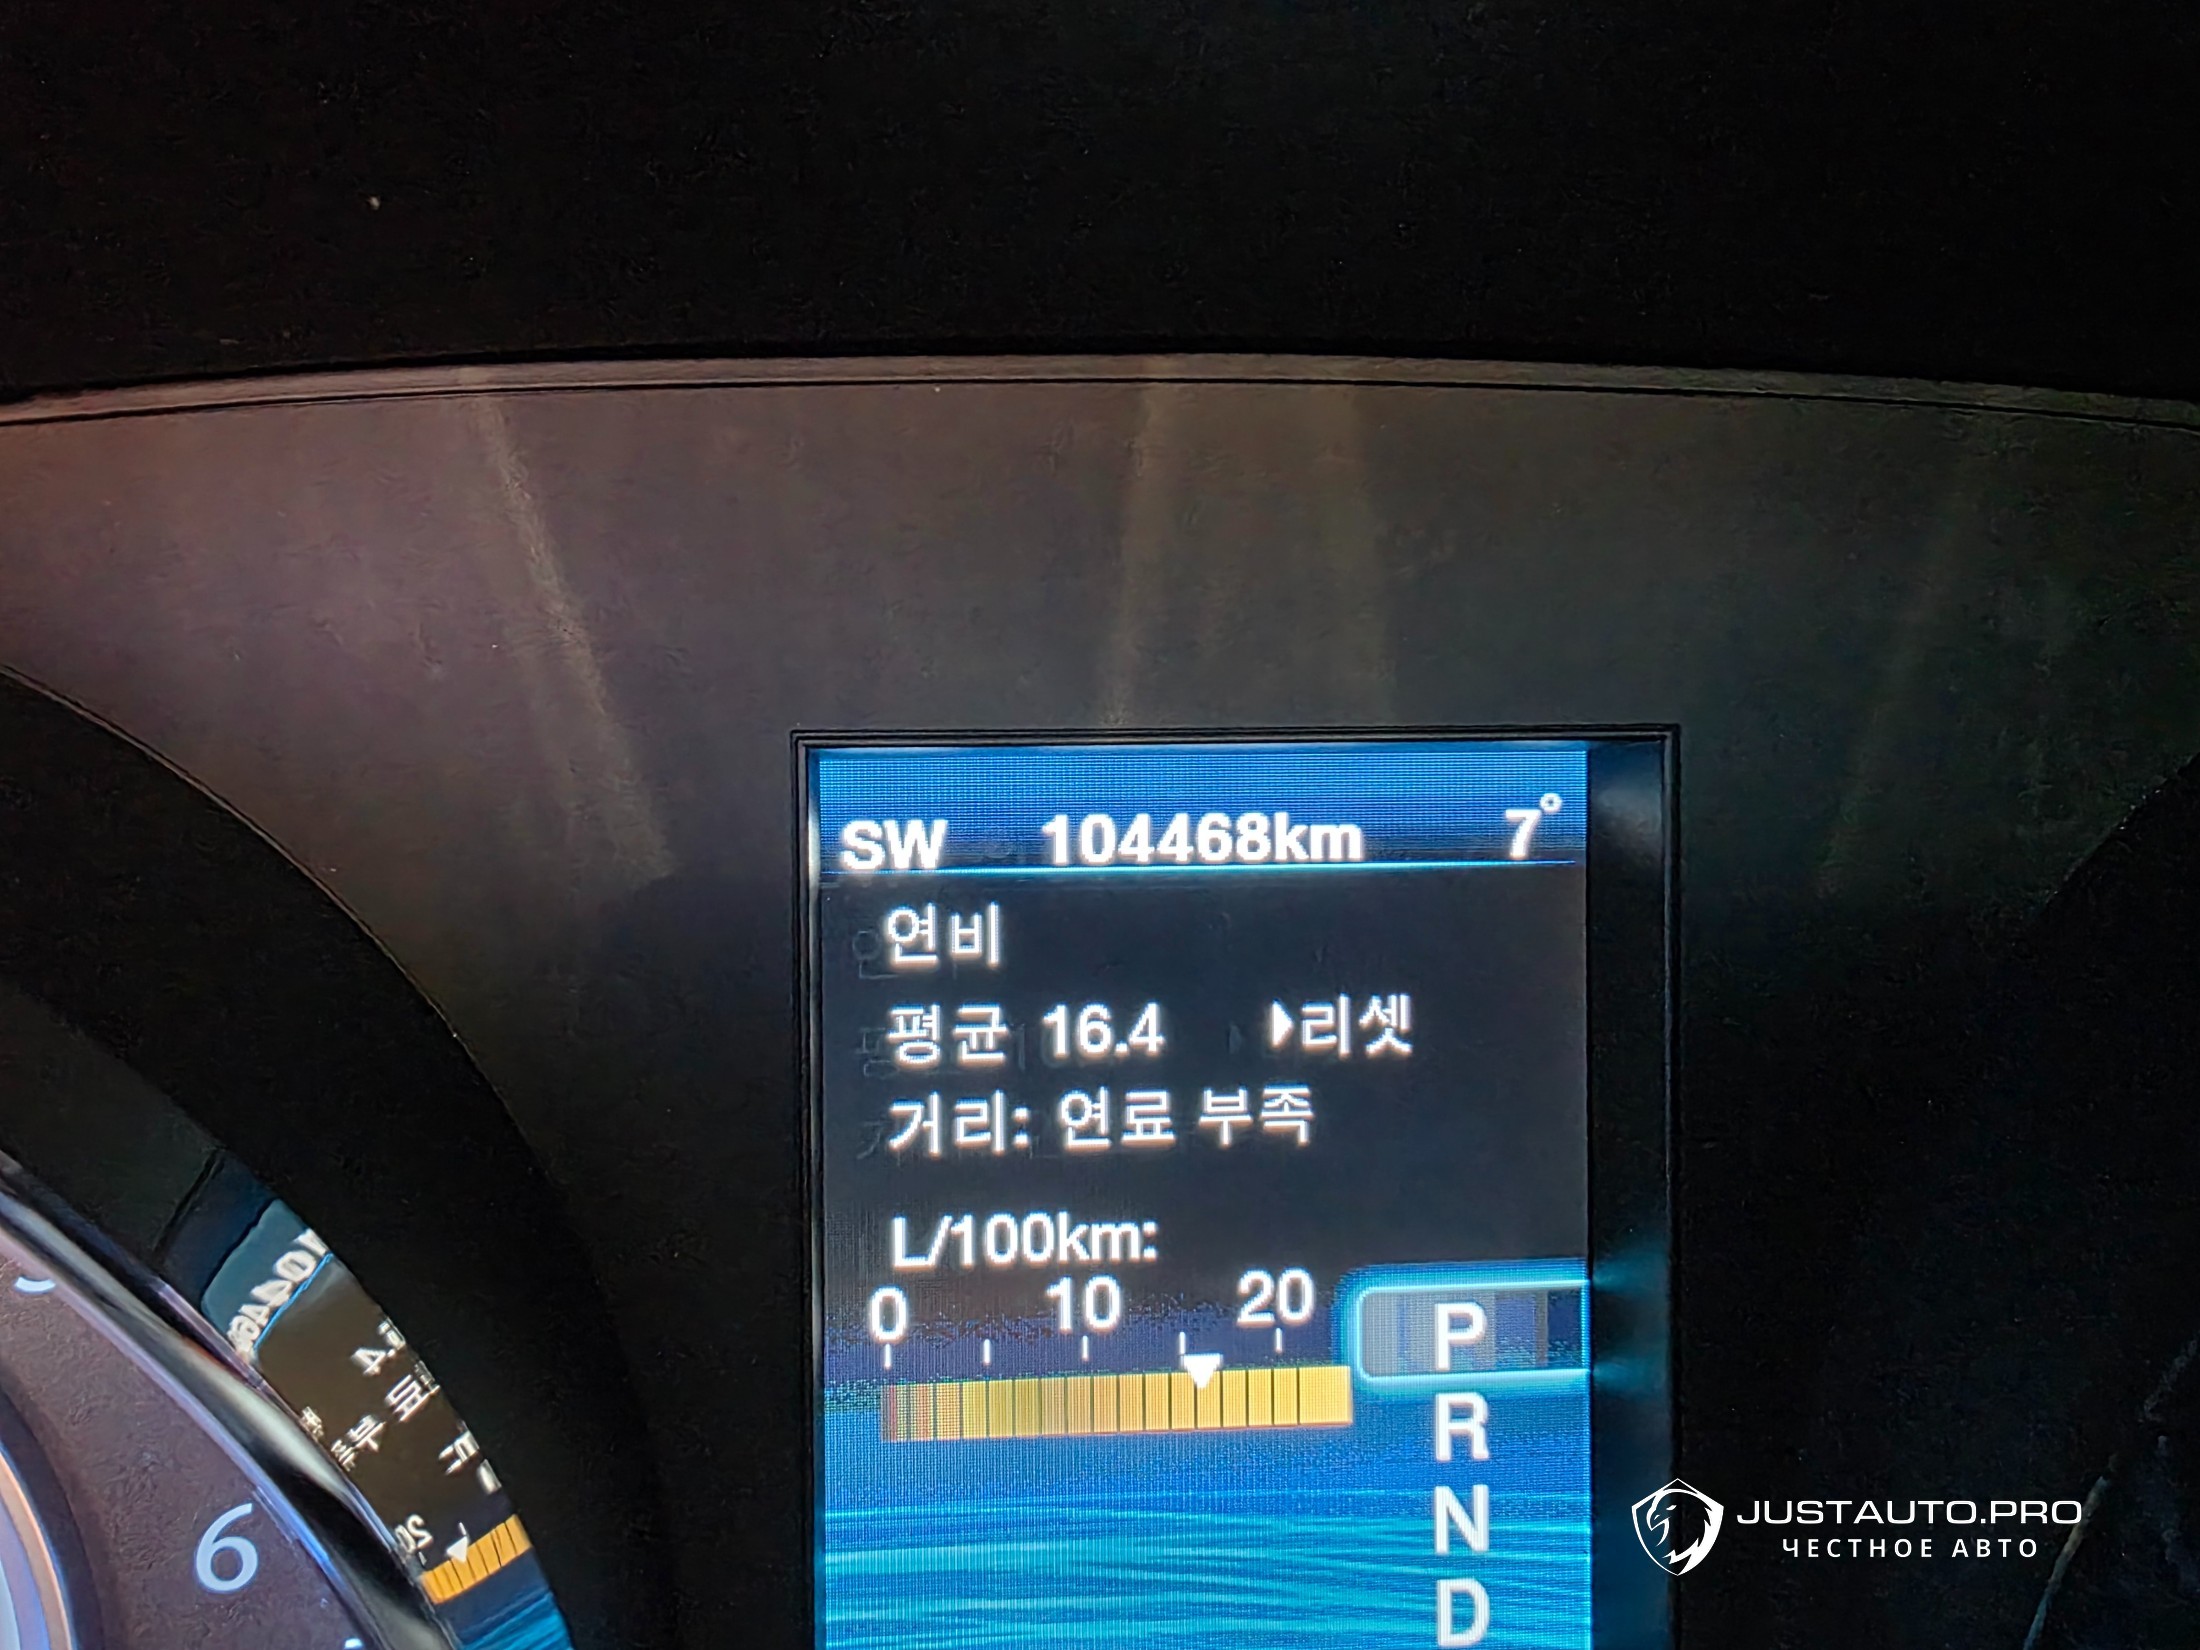 SW 104468km 7°
연비
평균 16.4 ▶리셋
거리: 연료 부족
L/100km:
0 10 20
P
R
N
D
6
JUSTAUTO.PRO
ЧЕСТНОЕ АВТО